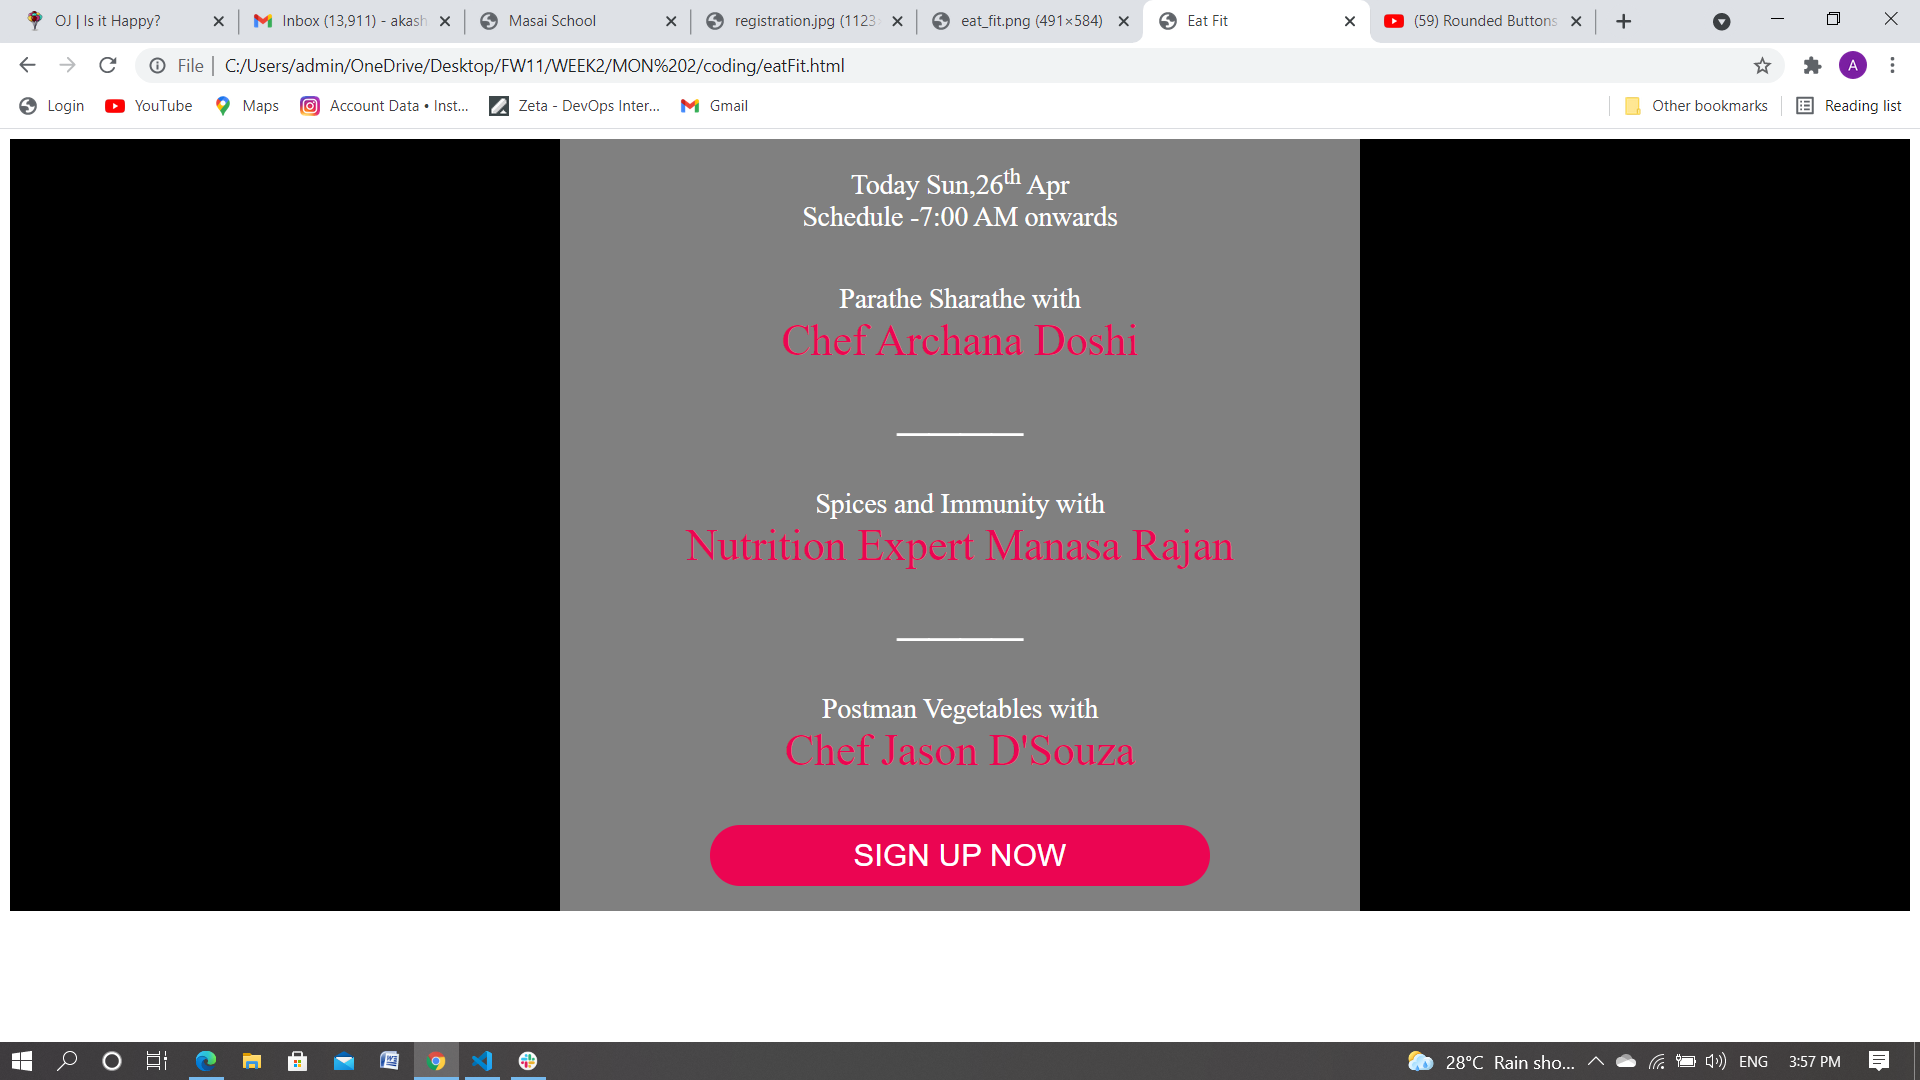 OJ | Is it Happy?
Inbox (13,911) - akash
Masai School
registration.jpg (1123
eat_fit.png (491×584)
Eat Fit
(59) Rounded Buttons
File | C:/Users/admin/OneDrive/Desktop/FW11/WEEK2/MON%202/coding/eatFit.html
A
Login
YouTube
Maps
Account Data • Inst...
Zeta - DevOps Inter...
Gmail
Other bookmarks
Reading list
Today Sun,26th Apr
Schedule -7:00 AM onwards
Parathe Sharathe with
Chef Archana Doshi
Spices and Immunity with
Nutrition Expert Manasa Rajan
Postman Vegetables with
Chef Jason D'Souza
SIGN UP NOW
28°C Rain sho...
ENG
3:57 PM